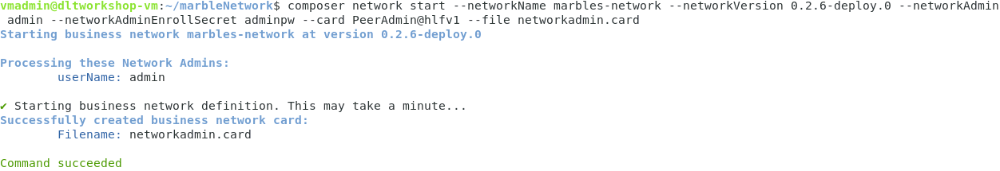 vmadmin@dltworkshop-vm:~/marbleNetwork$ composer network start --networkName marbles-network --networkVersion 0.2.6-deploy.0 --networkAdmin
admin --networkAdminEnrollSecret adminpw --card PeerAdmin@hlfv1 --file networkadmin.card
Starting business network marbles-network at version 0.2.6-deploy.0
Processing these Network Admins:
userName: admin
✔ Starting business network definition. This may take a minute...
Successfully created business network card:
Filename: networkadmin.card
Command succeeded